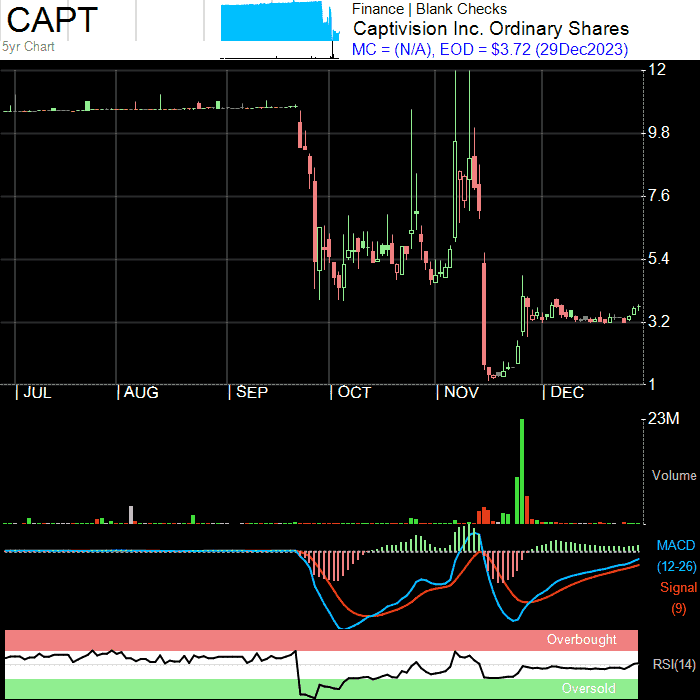 CAPT
5yr Chart
Finance | Blank Checks
Captivision Inc. Ordinary Shares
MC = (N/A), EOD = $3.72 (29Dec2023)
12
9.8
7.6
5.4
3.2
1
JUL AUG SEP OCT NOV DEC
23M
Volume
MACD
(12-26)
Signal
(9)
Overbought
RSI(14)
Oversold